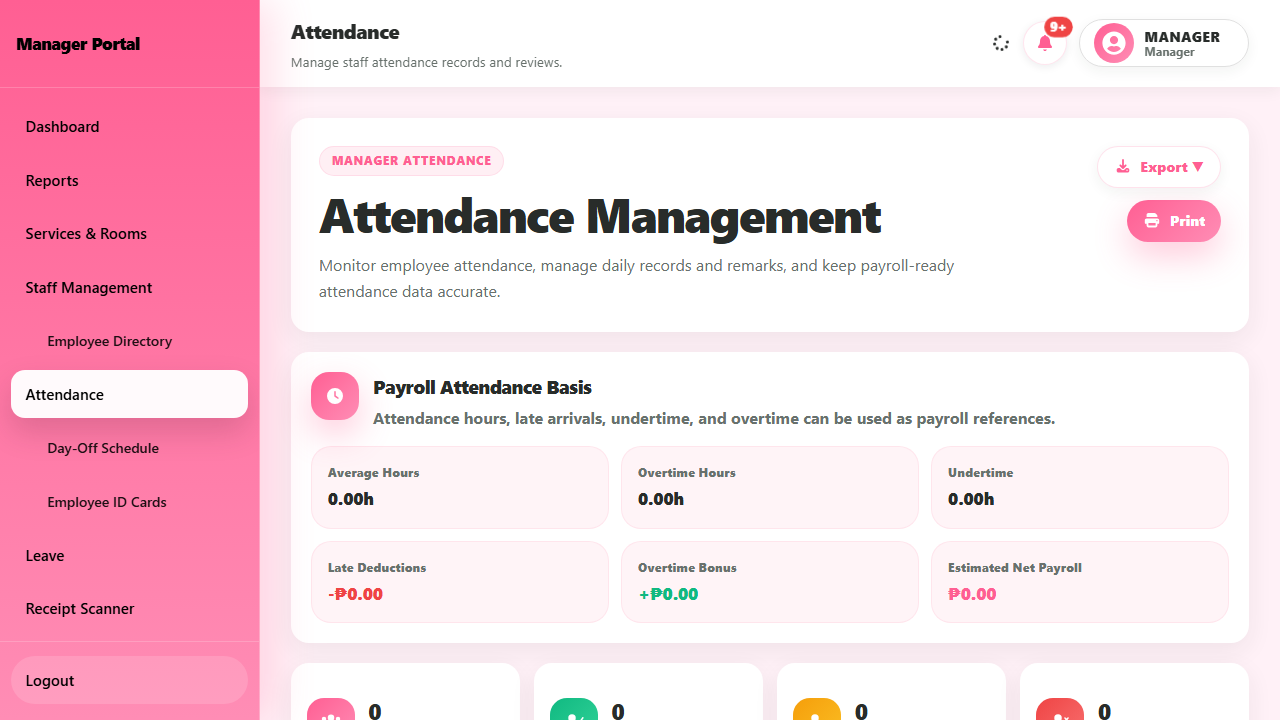 Manager Portal
Dashboard
Reports
Services & Rooms
Staff Management
Employee Directory
Attendance
Day-Off Schedule
Employee ID Cards
Leave
Receipt Scanner
Logout
Attendance
Manage staff attendance records and reviews.
9+
MANAGER
Manager
MANAGER ATTENDANCE
Attendance Management
Monitor employee attendance, manage daily records and remarks, and keep payroll-ready
attendance data accurate.
Export ▼
Print
Payroll Attendance Basis
Attendance hours, late arrivals, undertime, and overtime can be used as payroll references.
Average Hours
0.00h
Overtime Hours
0.00h
Undertime
0.00h
Late Deductions
-₱0.00
Overtime Bonus
+₱0.00
Estimated Net Payroll
₱0.00
0
0
0
0